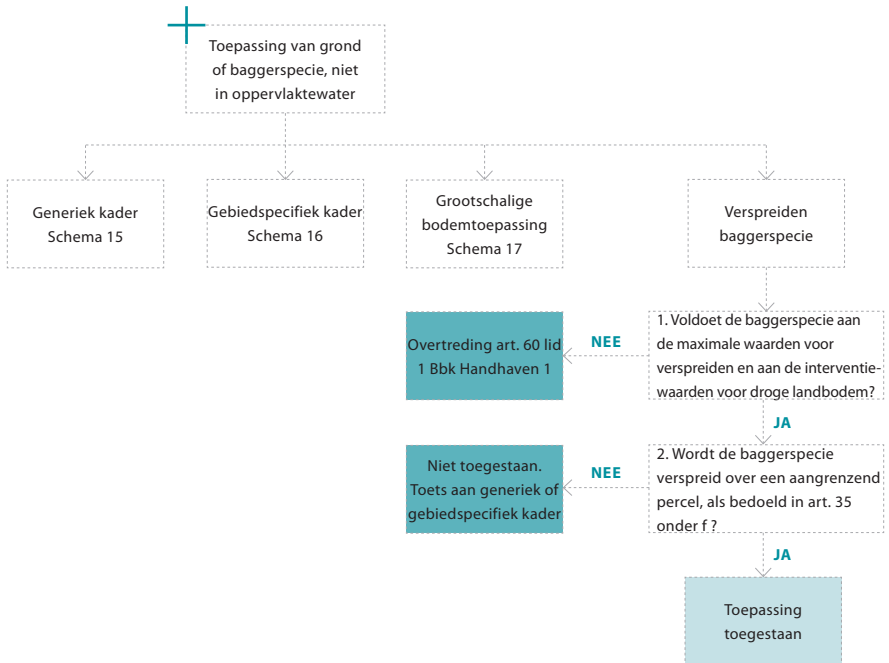 Toepassing van grond
of baggerspecie, niet
in oppervlaktewater
Generiek kader
Schema 15
Gebiedspecifiek kader
Schema 16
Grootschalige
bodemtoepassing
Schema 17
Verspreiden
baggerspecie
1. Voldoet de baggerspecie aan
de maximale waarden voor
verspreiden en aan de interventie-
waarden voor droge landbodem?
NEE
Overtreding art. 60 lid
1 Bbk Handhaven 1
JA
2. Wordt de baggerspecie
verspreid over een aangrenzend
percel, als bedoeld in art. 35
onder f ?
NEE
Niet toegestaan.
Toets aan generiek of
gebiedspecifiek kader
JA
Toepassing
toegestaan